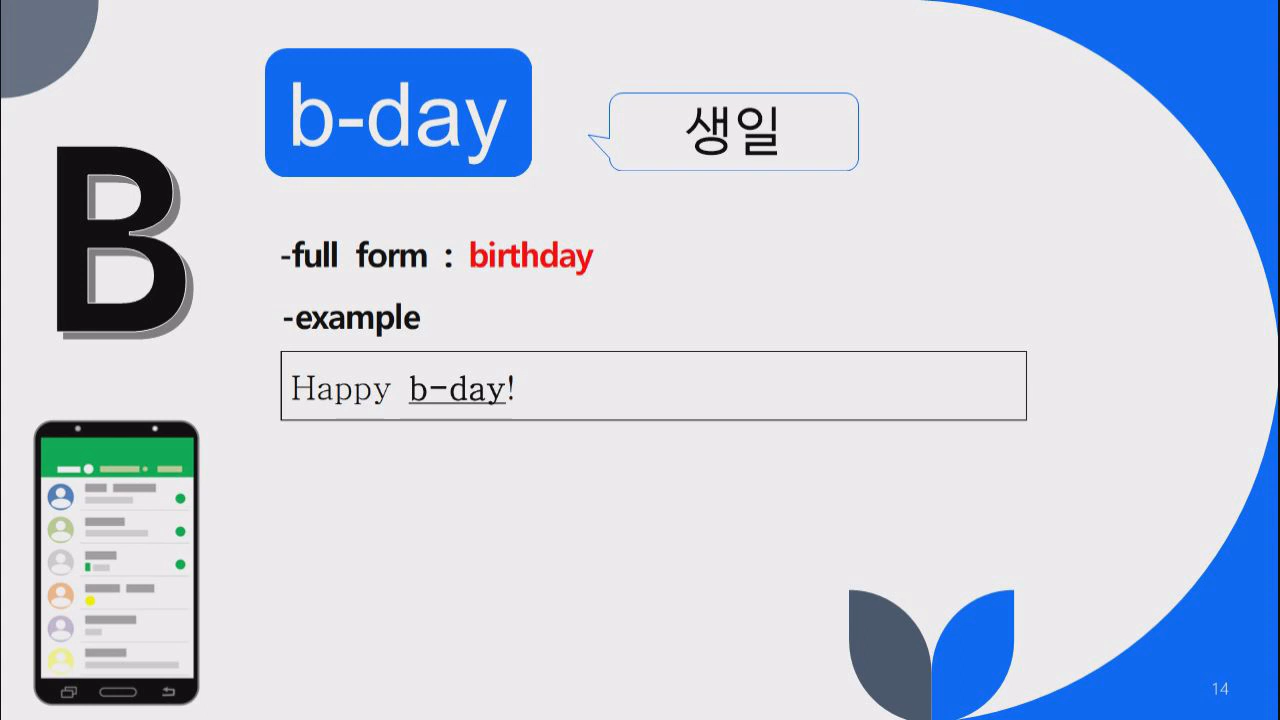 b-day
생일
B
-full form : birthday
-example
Happy b-day!
14